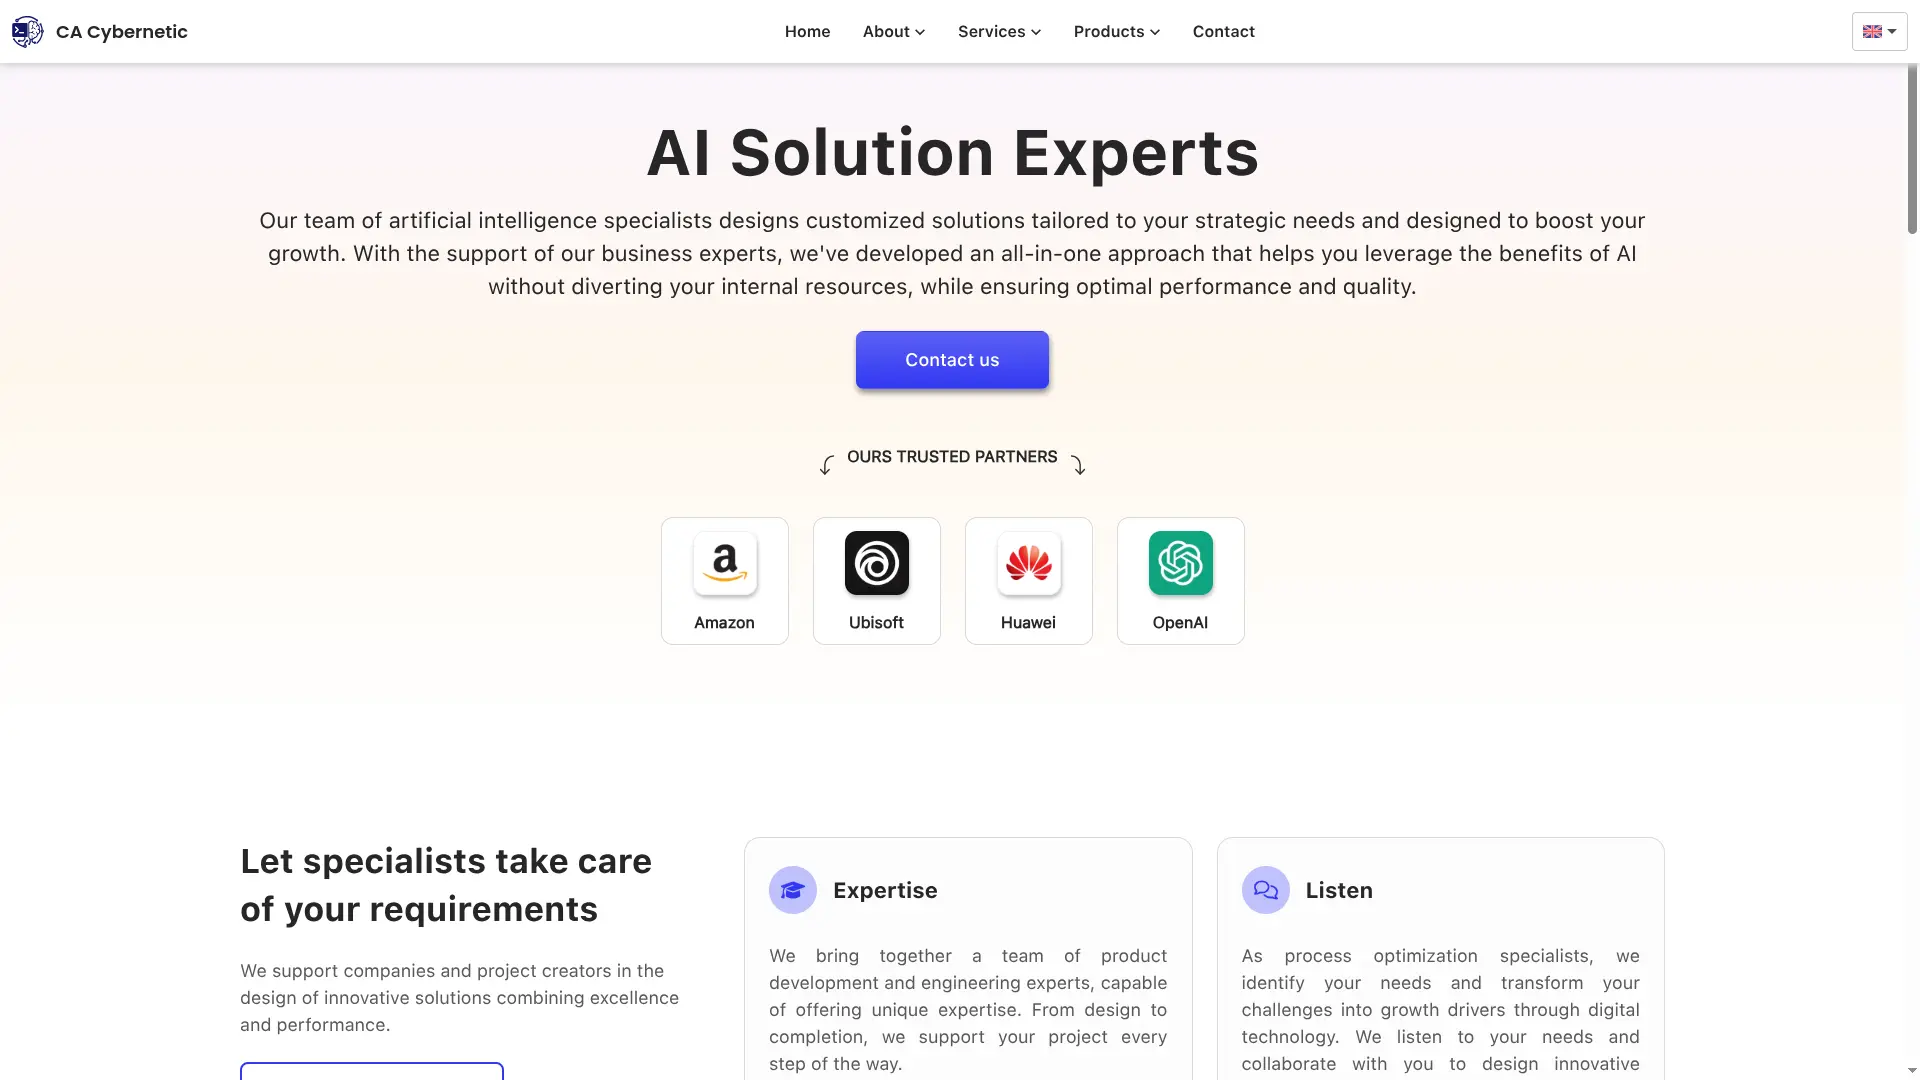 CA Cybernetic
Home
About
Services
Products
Contact
AI Solution Experts
Our team of artificial intelligence specialists designs customized solutions tailored to your strategic needs and designed to boost your
growth. With the support of our business experts, we've developed an all-in-one approach that helps you leverage the benefits of AI
without diverting your internal resources, while ensuring optimal performance and quality.
Contact us
OURS TRUSTED PARTNERS
Amazon
Ubisoft
Huawei
OpenAI
Let specialists take care
of your requirements
We support companies and project creators in the
design of innovative solutions combining excellence
and performance.
Expertise
We bring together a team of product
development and engineering experts, capable
of offering unique expertise. From design to
completion, we support your project every
step of the way.
Listen
As process optimization specialists, we
identify your needs and transform your
challenges into growth drivers through digital
technology. We listen to your needs and
collaborate with you to design innovative